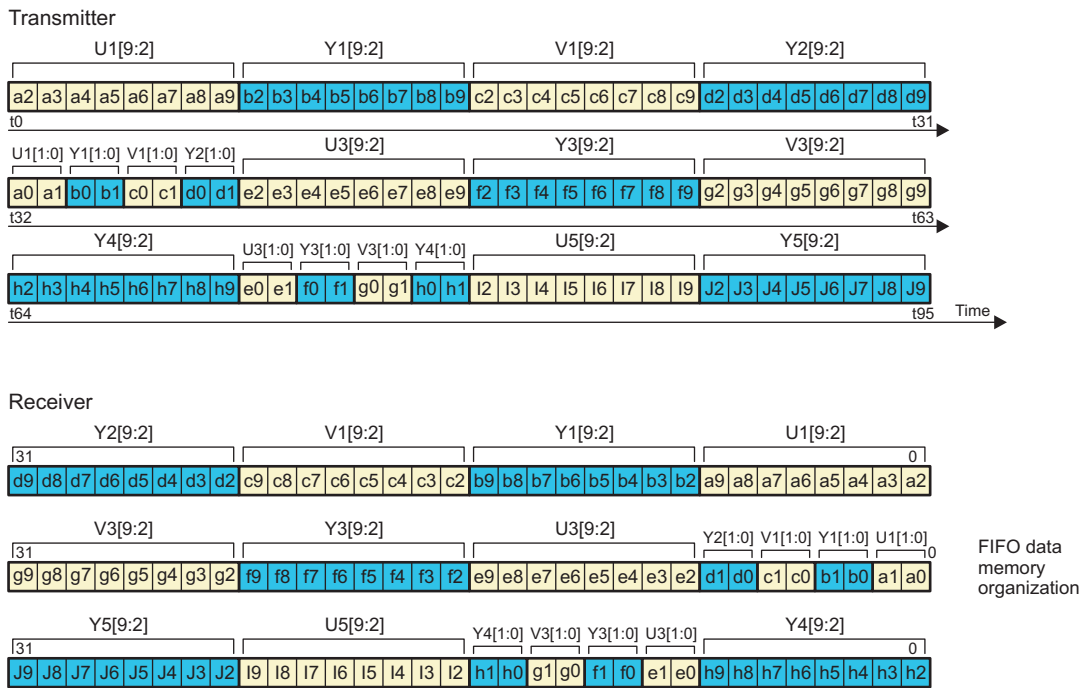 Transmitter
U1[9:2] Y1[9:2] V1[9:2] Y2[9:2]
a2 a3 a4 a5 a6 a7 a8 a9 b2 b3 b4 b5 b6 b7 b8 b9 c2 c3 c4 c5 c6 c7 c8 c9 d2 d3 d4 d5 d6 d7 d8 d9
t0 t31
U1[1:0] Y1[1:0] V1[1:0] Y2[1:0] U3[9:2] Y3[9:2] V3[9:2]
a0 a1 b0 b1 c0 c1 d0 d1 e2 e3 e4 e5 e6 e7 e8 e9 f2 f3 f4 f5 f6 f7 f8 f9 g2 g3 g4 g5 g6 g7 g8 g9
t32 t63
Y4[9:2] U3[1:0] Y3[1:0] V3[1:0] Y4[1:0] U5[9:2] Y5[9:2]
h2 h3 h4 h5 h6 h7 h8 h9 e0 e1 f0 f1 g0 g1 h0 h1 I2 I3 I4 I5 I6 I7 I8 I9 J2 J3 J4 J5 J6 J7 J8 J9
t64 t95 Time
Receiver
Y2[9:2] V1[9:2] Y1[9:2] U1[9:2]
31 0
d9 d8 d7 d6 d5 d4 d3 d2 c9 c8 c7 c6 c5 c4 c3 c2 b9 b8 b7 b6 b5 b4 b3 b2 a9 a8 a7 a6 a5 a4 a3 a2
V3[9:2] Y3[9:2] U3[9:2] Y2[1:0] V1[1:0] Y1[1:0] U1[1:0]
31 0
g9 g8 g7 g6 g5 g4 g3 g2 f9 f8 f7 f6 f5 f4 f3 f2 e9 e8 e7 e6 e5 e4 e3 e2 d1 d0 c1 c0 b1 b0 a1 a0
FIFO data
memory
organization
Y5[9:2] U5[9:2] Y4[1:0] V3[1:0] Y3[1:0] U3[1:0] Y4[9:2]
31 0
J9 J8 J7 J6 J5 J4 J3 J2 I9 I8 I7 I6 I5 I4 I3 I2 h1 h0 g1 g0 f1 f0 e1 e0 h9 h8 h7 h6 h5 h4 h3 h2